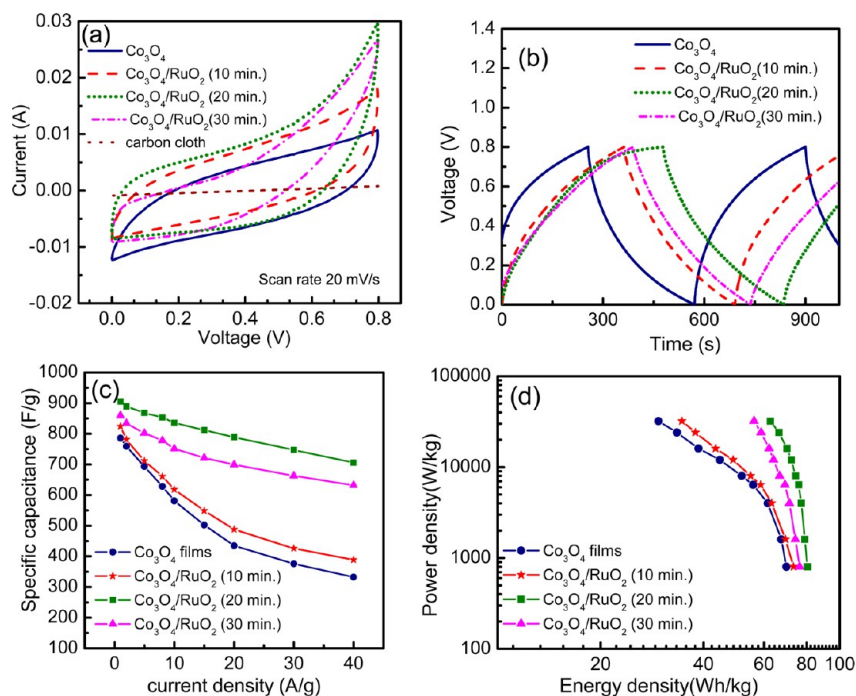 (a)
Co₃O₄
Co₃O₄/RuO₂ (10 min.)
Co₃O₄/RuO₂ (20 min.)
Co₃O₄/RuO₂(30 min.)
carbon cloth
Scan rate 20 mV/s
0.03
0.02
0.01
0.00
-0.01
-0.02
Current (A)
0.0 0.2 0.4 0.6 0.8
Voltage (V)
(b)
Co₃O₄
Co₃O₄/RuO₂(10 min.)
Co₃O₄/RuO₂(20 min.)
Co₃O₄/RuO₂(30 min.)
1.4
1.2
1.0
0.8
0.6
0.4
0.2
0.0
Voltage (V)
0 300 600 900
Time (s)
(c)
1000
900
800
700
600
500
400
300
200
100
Specific capacitance (F/g)
Co₃O₄ films
Co₃O₄/RuO₂ (10 min.)
Co₃O₄/RuO₂ (20 min.)
Co₃O₄/RuO₂ (30 min.)
0 10 20 30 40
current density (A/g)
(d)
100000
10000
1000
100
Power density(W/kg)
Co₃O₄ films
Co₃O₄/RuO₂ (10 min.)
Co₃O₄/RuO₂ (20 min.)
Co₃O₄/RuO₂ (30 min.)
20 40 60 80 100
Energy density(Wh/kg)